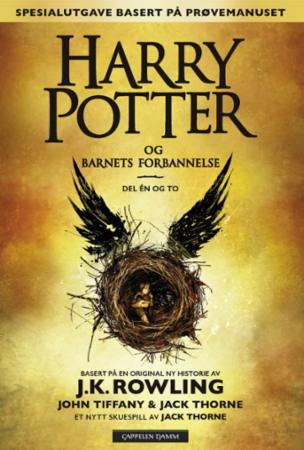 SPESIALUTGAVE BASERT PÅ PRØVEMANUSET
HARRY
POTTER
OG
BARNETS FORBANNELSE
DEL ÉN OG TO
BASERT PÅ EN ORIGINAL NY HISTORIE AV
J.K. ROWLING
JOHN TIFFANY & JACK THORNE
ET NYTT SKUESPILL AV JACK THORNE
CAPPELEN DAMM